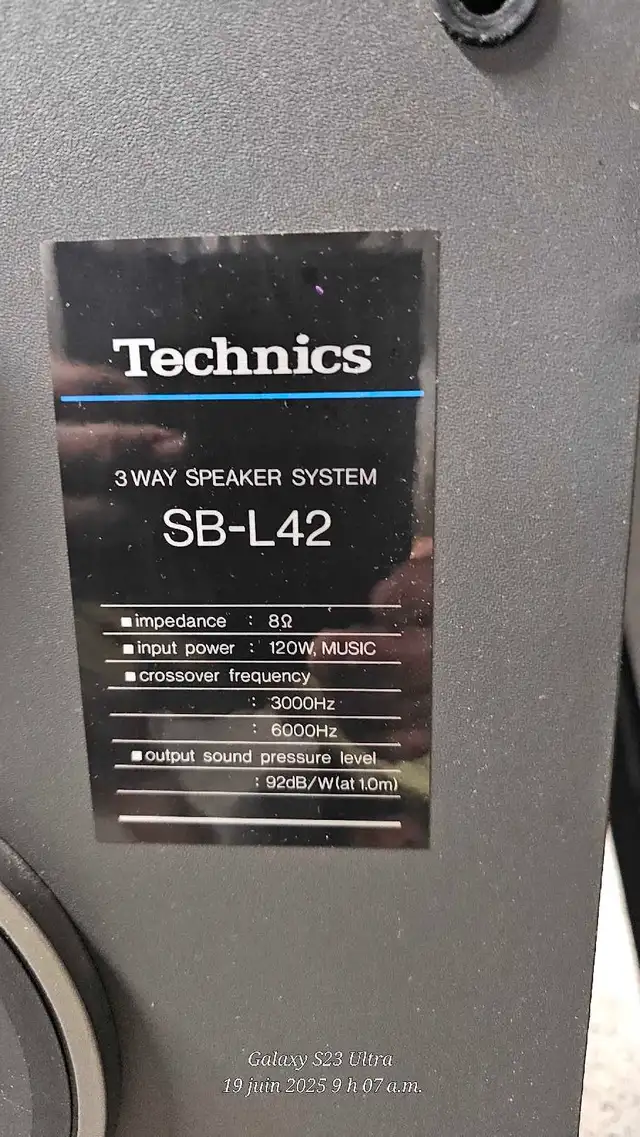 Technics
3 WAY SPEAKER SYSTEM
SB-L42
■ impedance : 8Ω
■ input power : 120W, MUSIC
■ crossover frequency
: 3000Hz
: 6000Hz
■ output sound pressure level
: 92dB/W(at 1.0m)
Galaxy S23 Ultra
19 juin 2025 9 h 07 a.m.